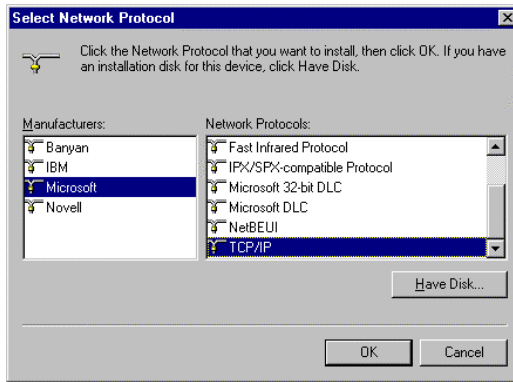 Select Network Protocol
Click the Network Protocol that you want to install, then click OK. If you have
an installation disk for this device, click Have Disk.
Manufacturers:
Banyan
IBM
Microsoft
Novell
Network Protocols:
Fast Infrared Protocol
IPX/SPX-compatible Protocol
Microsoft 32-bit DLC
Microsoft DLC
NetBEUI
TCP/IP
Have Disk...
OK
Cancel